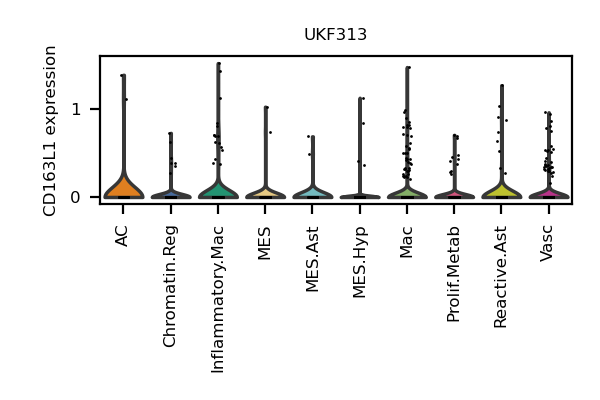 UKF313
CD163L1 expression
1
0
AC
Chromatin.Reg
Inflammatory.Mac
MES
MES.Ast
MES.Hyp
Mac
Prolif.Metab
Reactive.Ast
Vasc